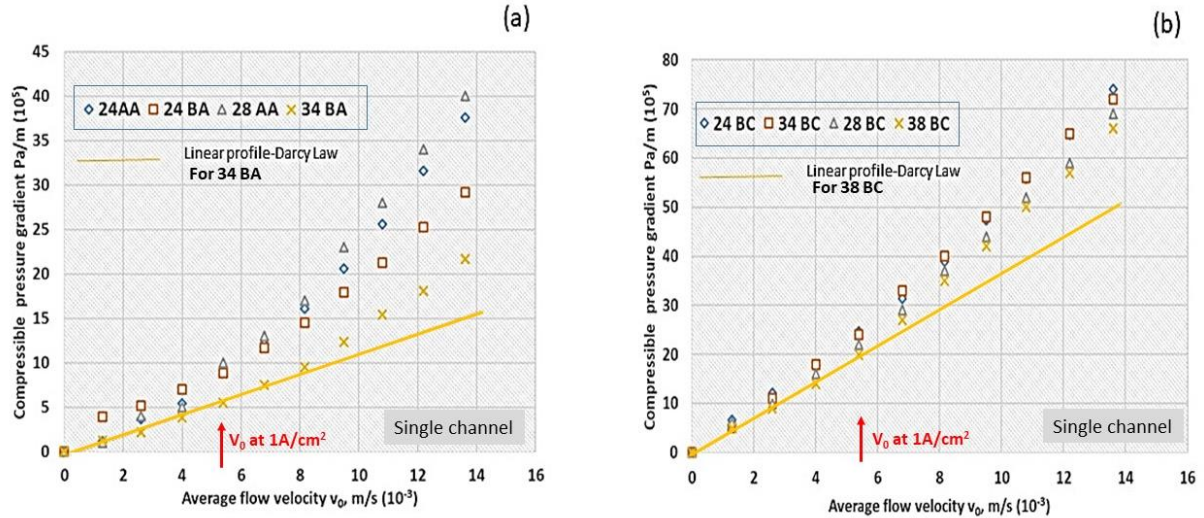 (a)
Compressible pressure gradient Pa/m (10⁵)
45
40
35
30
25
20
15
10
5
0
24AA 24 BA 28 AA 34 BA
Linear profile-Darcy Law
For 34 BA
V₀ at 1A/cm²
Single channel
0 2 4 6 8 10 12 14 16
Average flow velocity v₀, m/s (10⁻³)
(b)
Compressible pressure gradient Pa/m (10⁵)
80
70
60
50
40
30
20
10
0
24 BC 34 BC 28 BC 38 BC
Linear profile-Darcy Law
For 38 BC
V₀ at 1A/cm²
Single channel
0 2 4 6 8 10 12 14 16
Average flow velocity v₀, m/s (10⁻³)